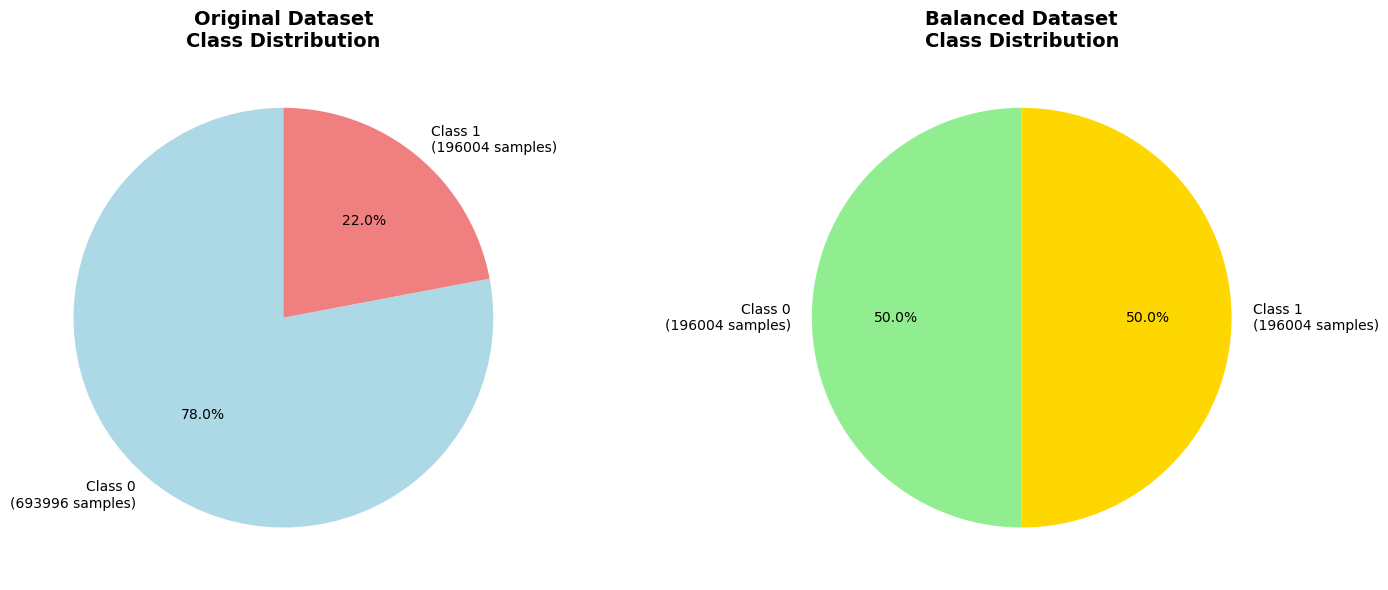 Original Dataset
Class Distribution
Class 1
(196004 samples)
22.0%
78.0%
Class 0
(693996 samples)
Balanced Dataset
Class Distribution
Class 0
(196004 samples)
50.0%
50.0%
Class 1
(196004 samples)